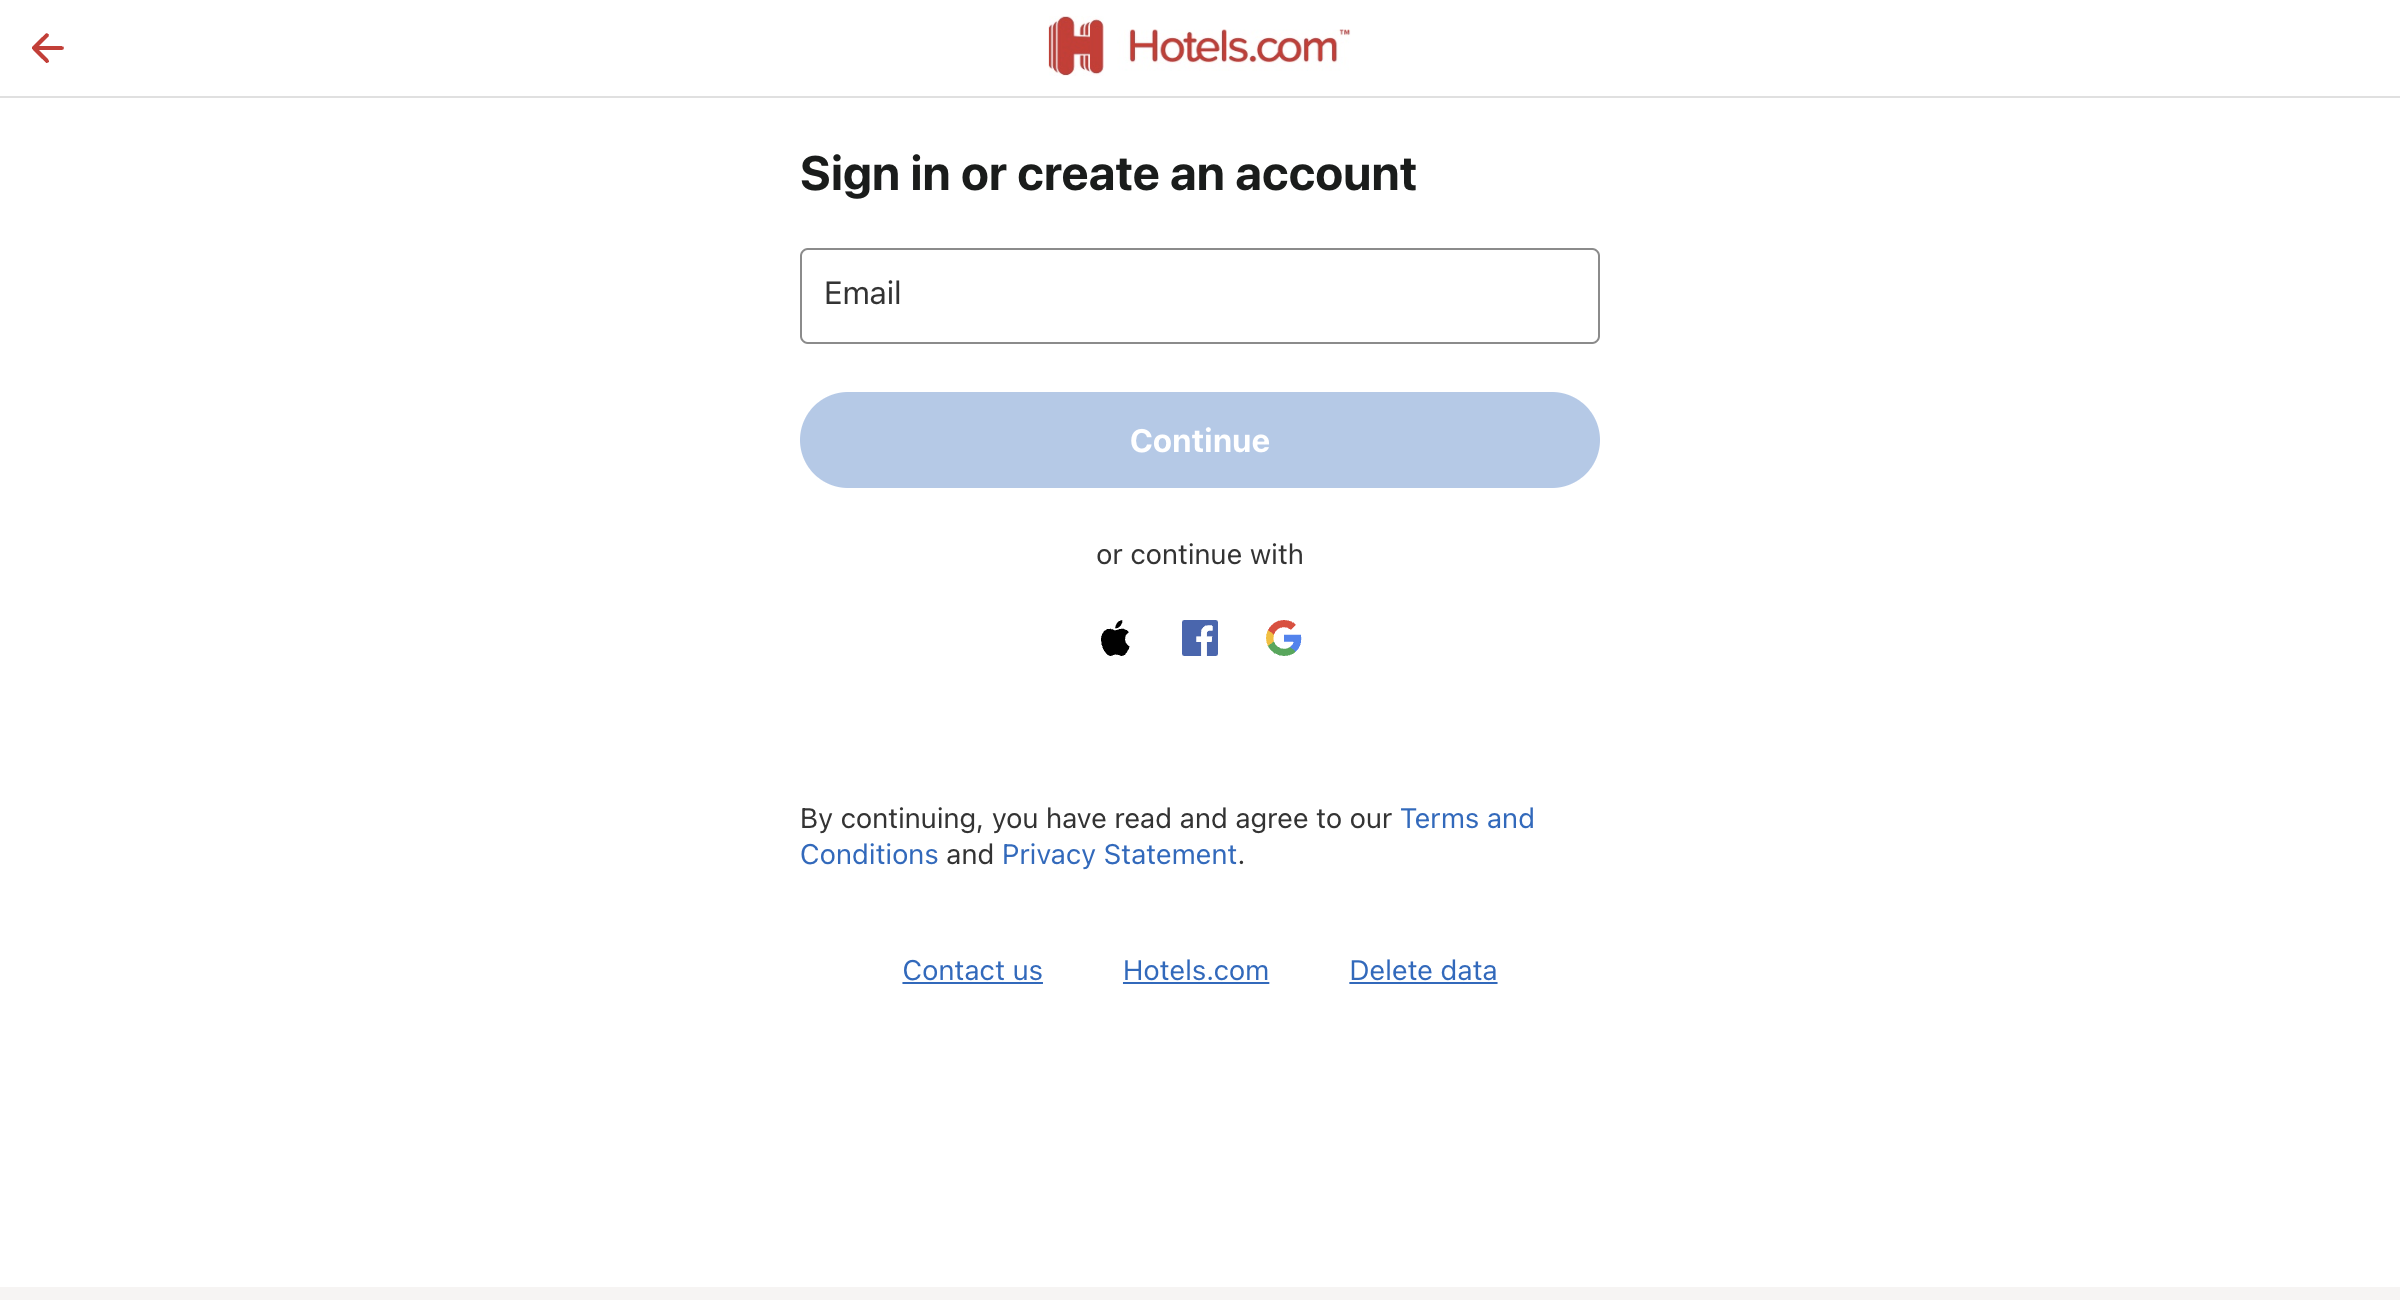 Hotels.com™
Sign in or create an account
Email
Continue
or continue with
By continuing, you have read and agree to our Terms and
Conditions and Privacy Statement.
Contact us
Hotels.com
Delete data